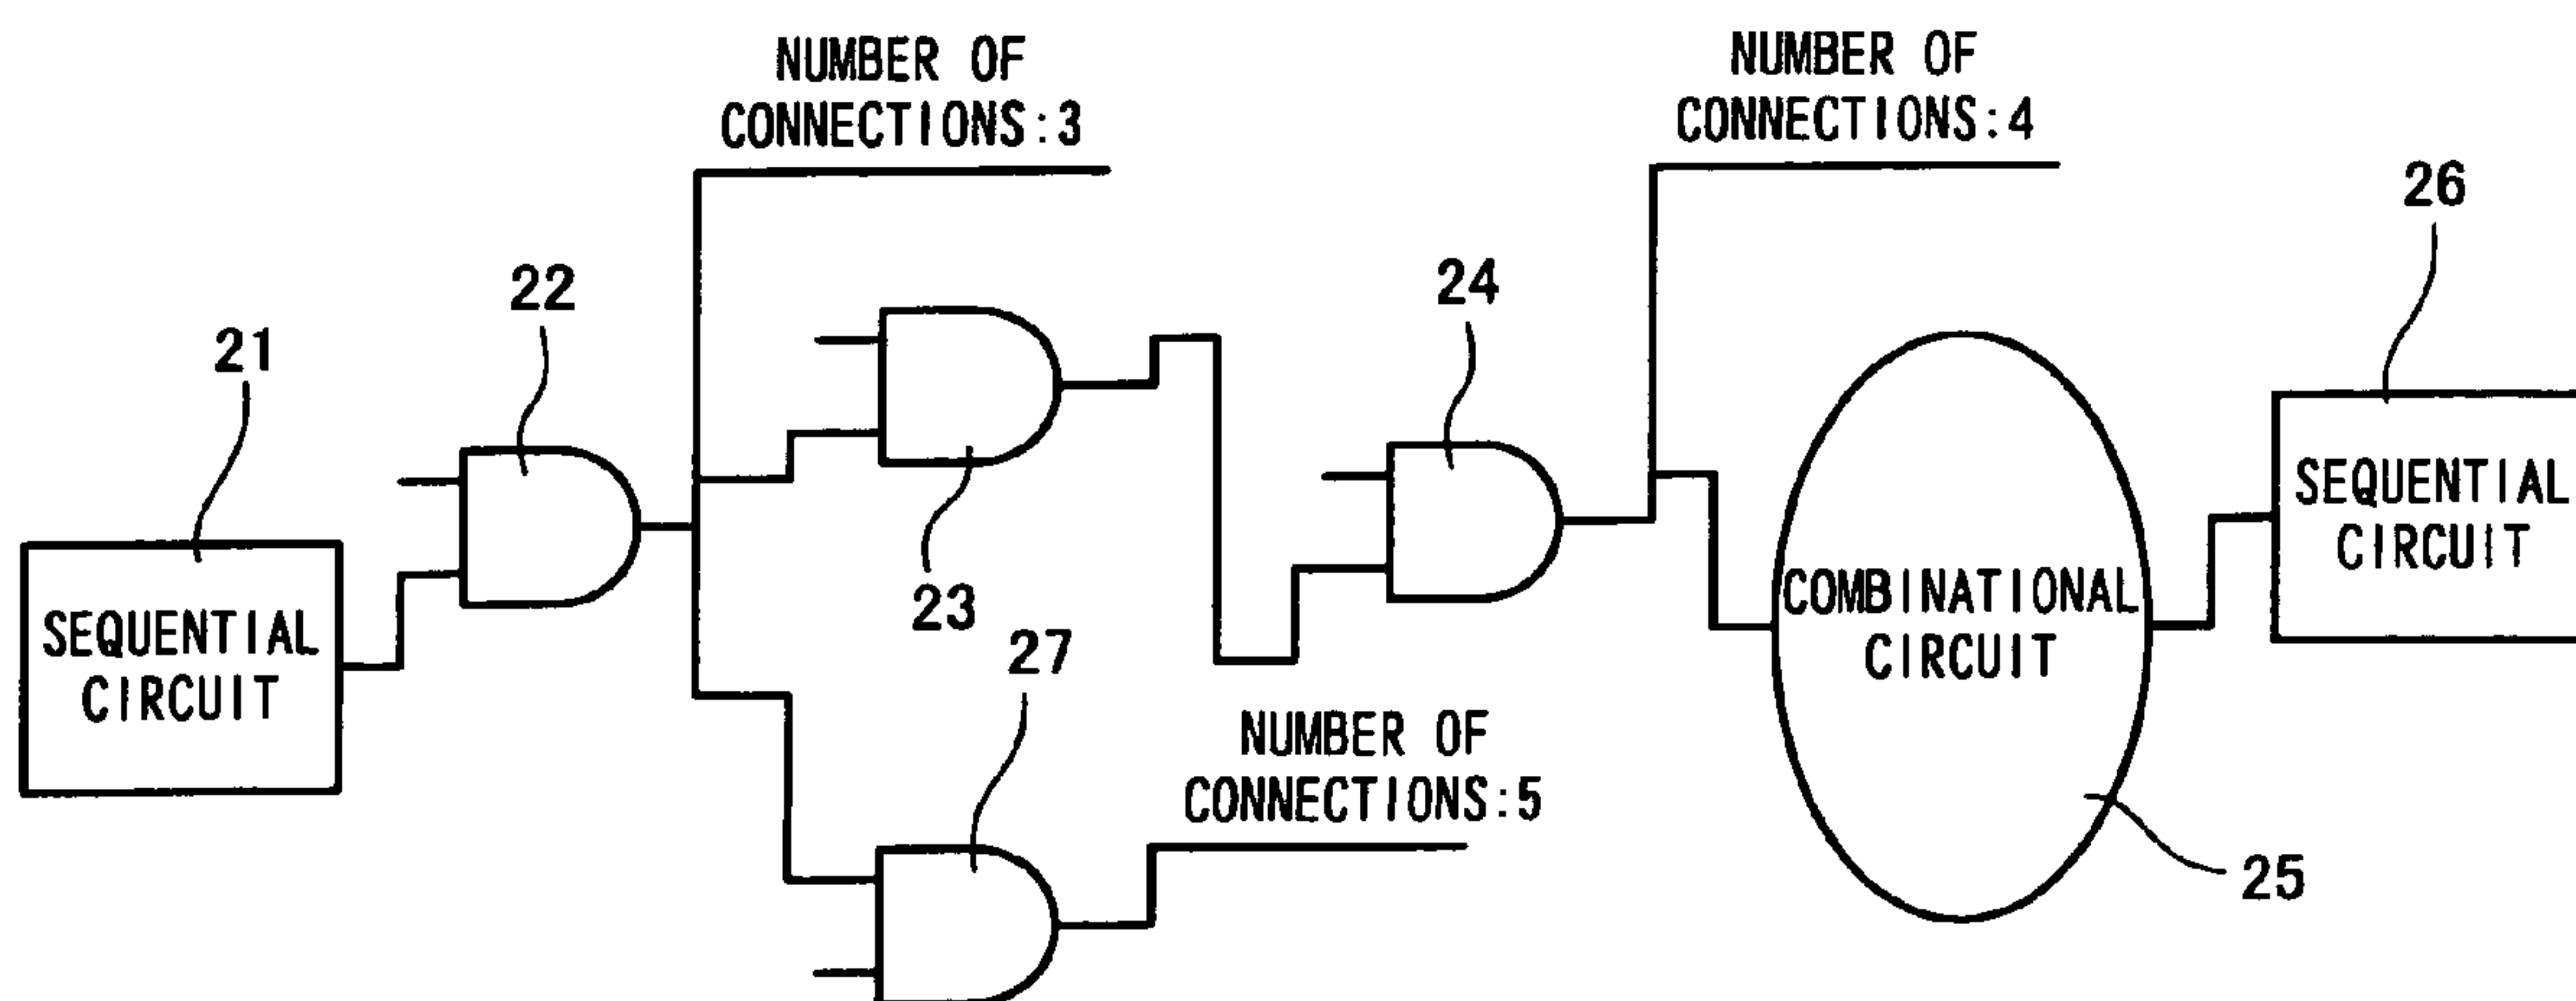 NUMBER OF
CONNECTIONS:3
NUMBER OF
CONNECTIONS:4
26
22
24
21
SEQUENTIAL
CIRCUIT
23
27
SEQUENTIAL
CIRCUIT
COMBINATIONAL
CIRCUIT
NUMBER OF
CONNECTIONS:5
25